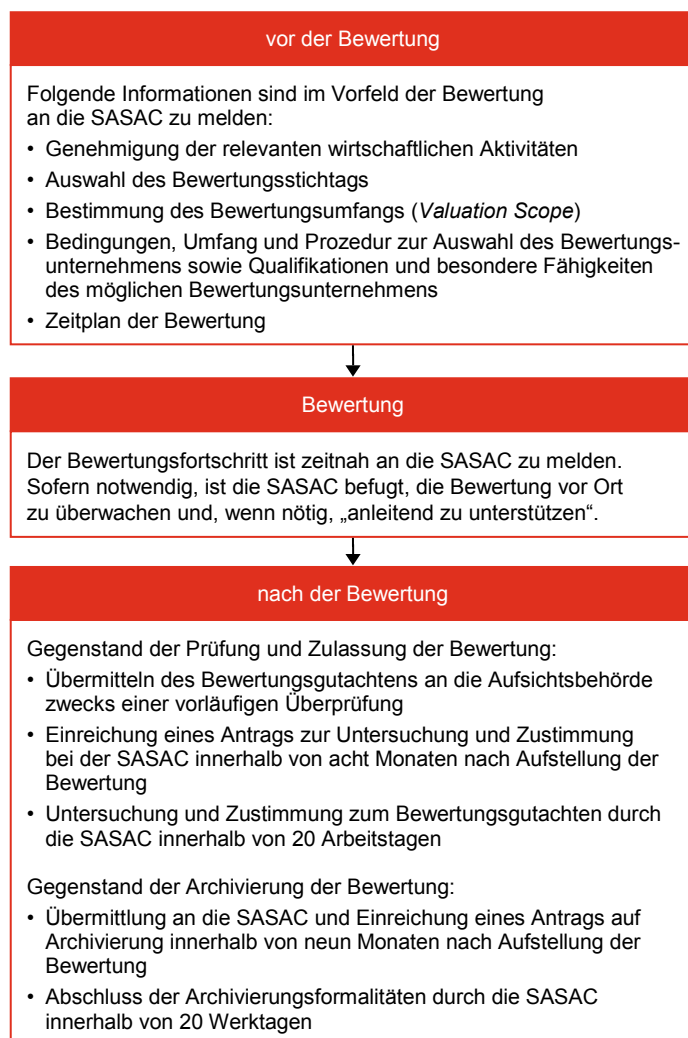 vor der Bewertung
Folgende Informationen sind im Vorfeld der Bewertung
an die SASAC zu melden:
• Genehmigung der relevanten wirtschaftlichen Aktivitäten
• Auswahl des Bewertungsstichtags
• Bestimmung des Bewertungsumfangs (Valuation Scope)
• Bedingungen, Umfang und Prozedur zur Auswahl des Bewertungs-
unternehmens sowie Qualifikationen und besondere Fähigkeiten
des möglichen Bewertungsunternehmens
• Zeitplan der Bewertung
Bewertung
Der Bewertungsfortschritt ist zeitnah an die SASAC zu melden.
Sofern notwendig, ist die SASAC befugt, die Bewertung vor Ort
zu überwachen und, wenn nötig, „anleitend zu unterstützen“.
nach der Bewertung
Gegenstand der Prüfung und Zulassung der Bewertung:
• Übermitteln des Bewertungsgutachtens an die Aufsichtsbehörde
zwecks einer vorläufigen Überprüfung
• Einreichung eines Antrags zur Untersuchung und Zustimmung
bei der SASAC innerhalb von acht Monaten nach Aufstellung der
Bewertung
• Untersuchung und Zustimmung zum Bewertungsgutachten durch
die SASAC innerhalb von 20 Arbeitstagen
Gegenstand der Archivierung der Bewertung:
• Übermittlung an die SASAC und Einreichung eines Antrags auf
Archivierung innerhalb von neun Monaten nach Aufstellung der
Bewertung
• Abschluss der Archivierungsformalitäten durch die SASAC
innerhalb von 20 Werktagen